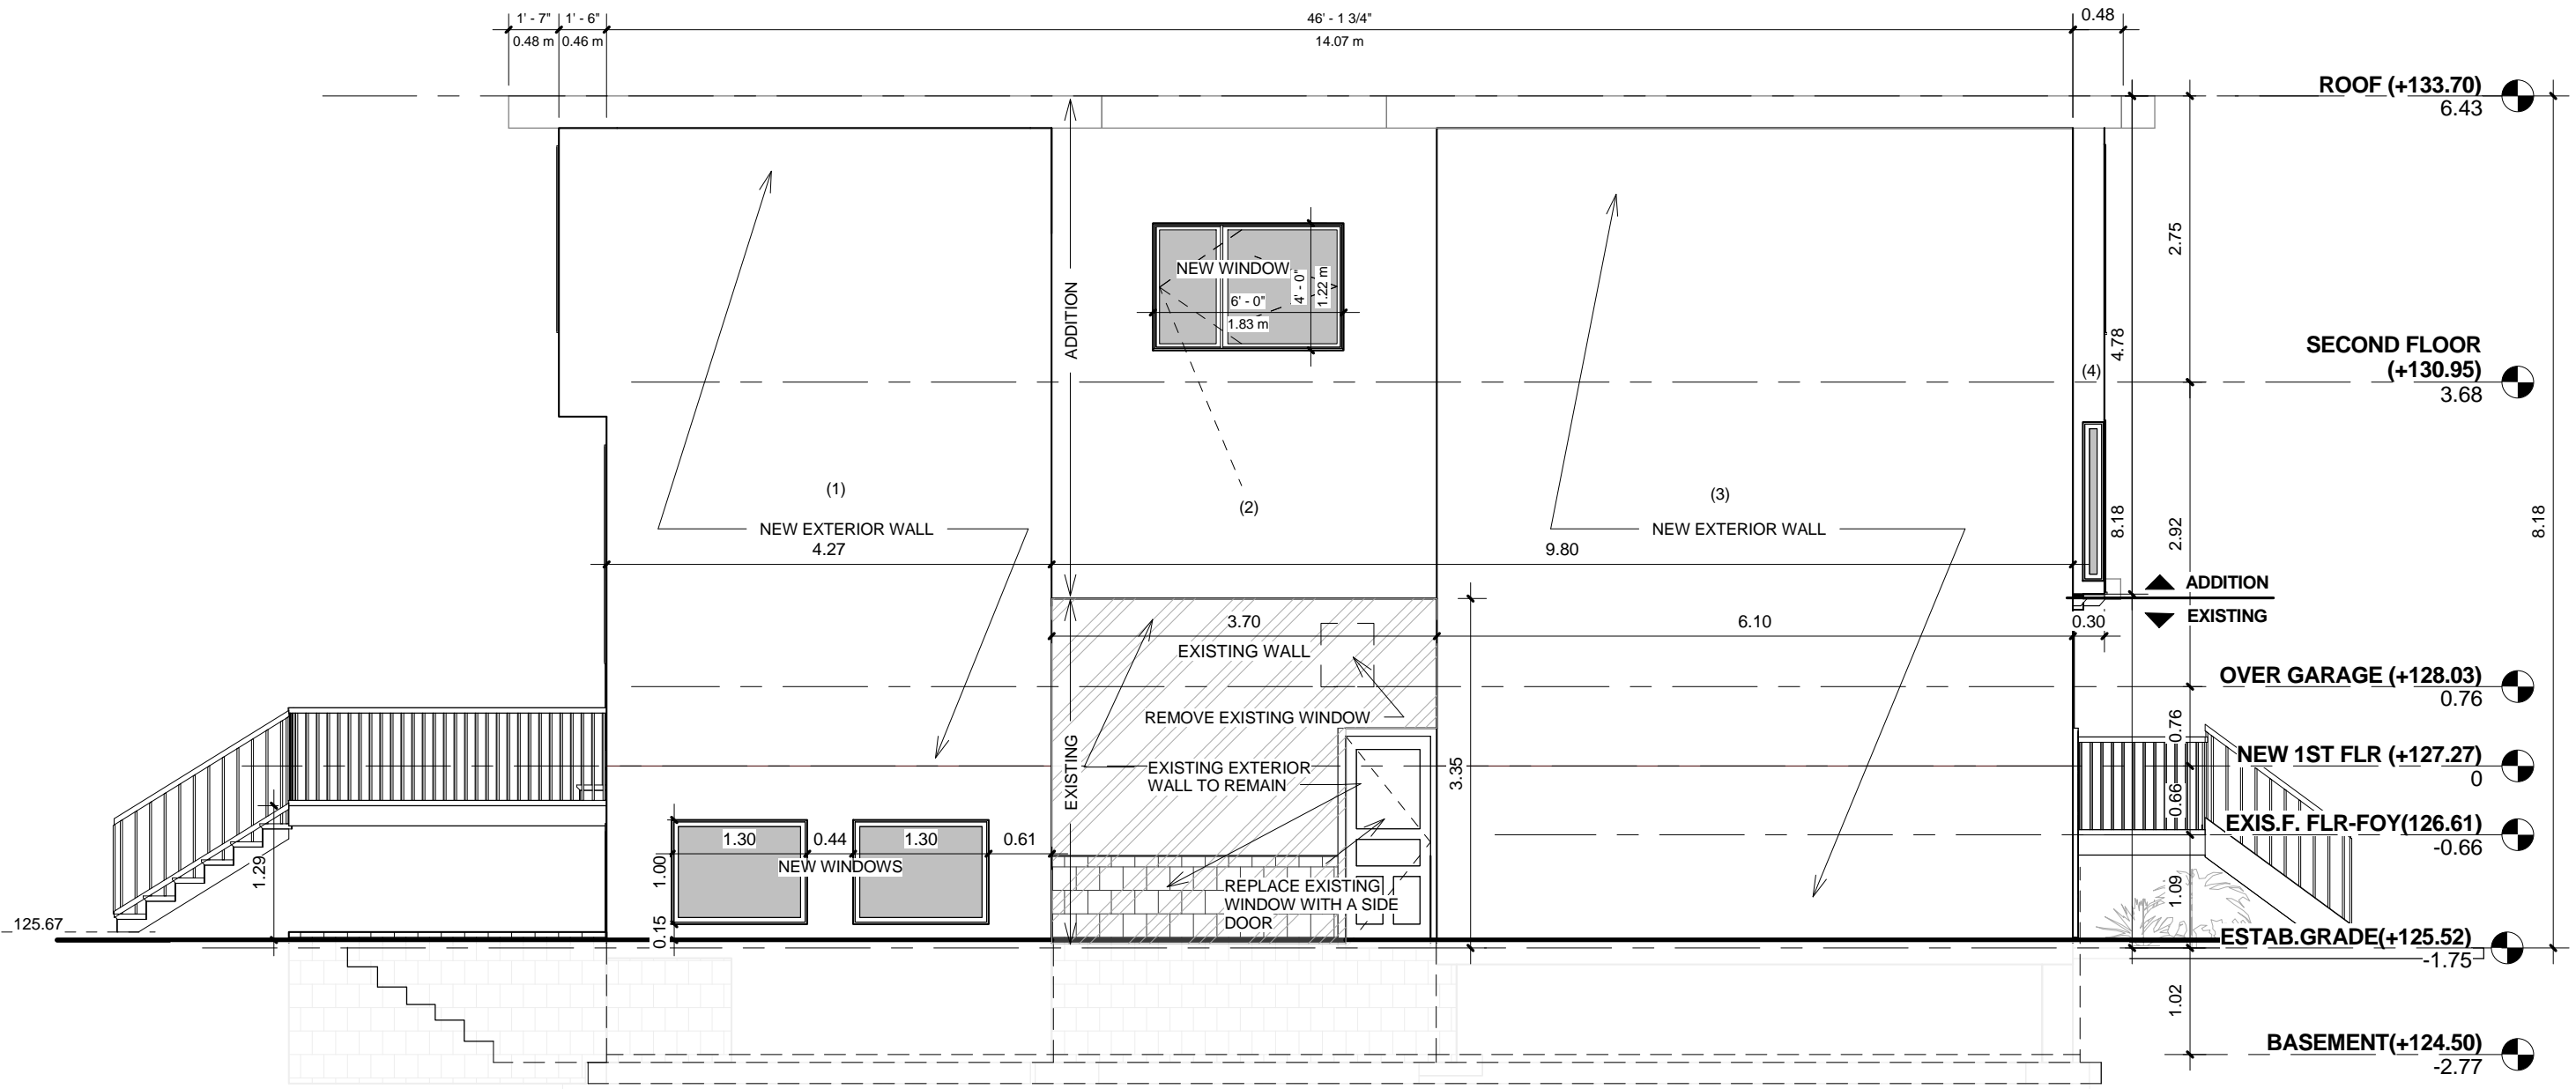 1' - 7" 1' - 6" 46' - 1 3/4" 0.48
0.48 m 0.46 m 14.07 m
ROOF (+133.70)
6.43
2.75
ADDITION
NEW WINDOW
6' - 0"
1.83 m
4' - 0"
1.22 m
4.78
SECOND FLOOR
(+130.95)
3.68
(4)
(1)
(2)
(3)
NEW EXTERIOR WALL
4.27
NEW EXTERIOR WALL
9.80
8.18
2.92
8.18
ADDITION
EXISTING
3.70
6.10
0.30
EXISTING WALL
OVER GARAGE (+128.03)
0.76
REMOVE EXISTING WINDOW
0.76
EXISTING
EXISTING EXTERIOR
WALL TO REMAIN
3.35
NEW 1ST FLR (+127.27)
0
0.66
EXIS.F. FLR-FOY(126.61)
-0.66
1.30 0.44 1.30 0.61
NEW WINDOWS
1.29
1.00
0.15
REPLACE EXISTING
WINDOW WITH A SIDE
DOOR
1.09
125.67
ESTAB.GRADE(+125.52)
-1.75
1.02
BASEMENT(+124.50)
-2.77